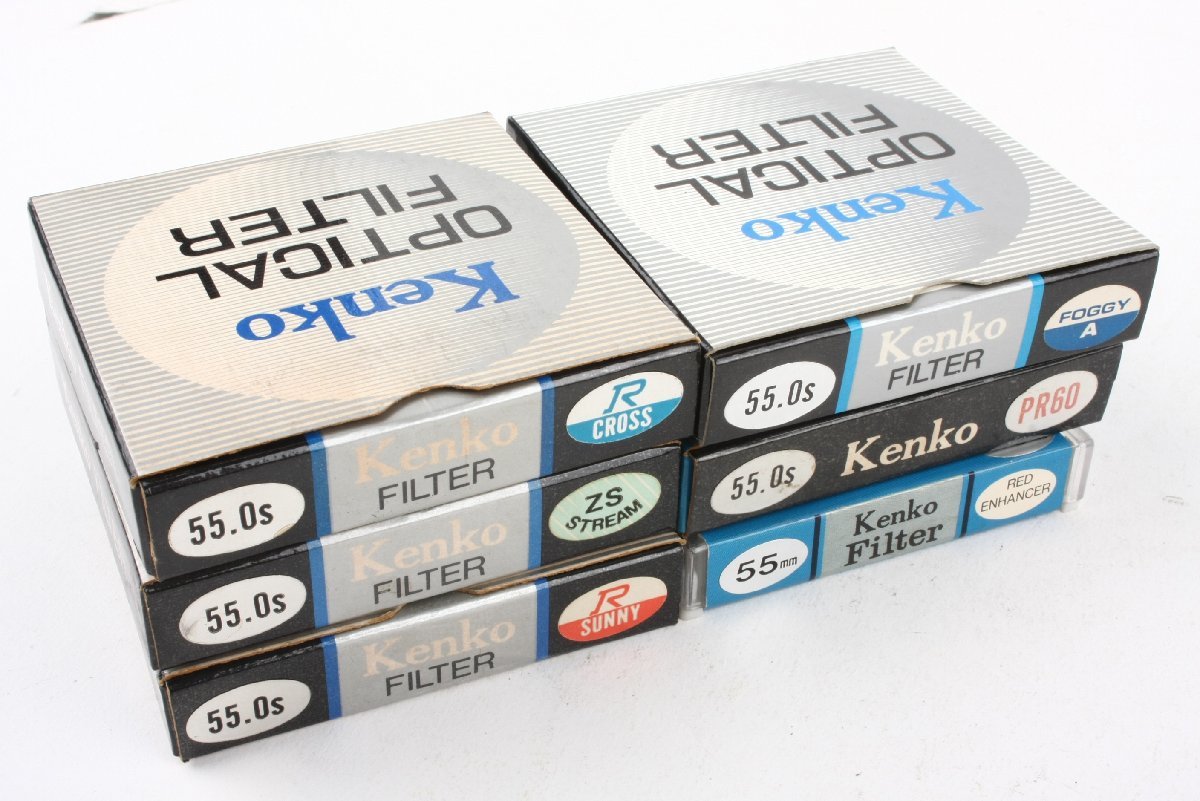 OPTICAL
FILTER
Kenko
55.0s
Kenko
FILTER
R
CROSS
55.0s
Kenko
FILTER
ZS
STREAM
55.0s
Kenko
FILTER
R
SUNNY
OPTICAL
FILTER
Kenko
55.0s
Kenko
FILTER
FOGGY
A
55.0s
Kenko
PR60
55mm
Kenko
Filter
RED
ENHANCER